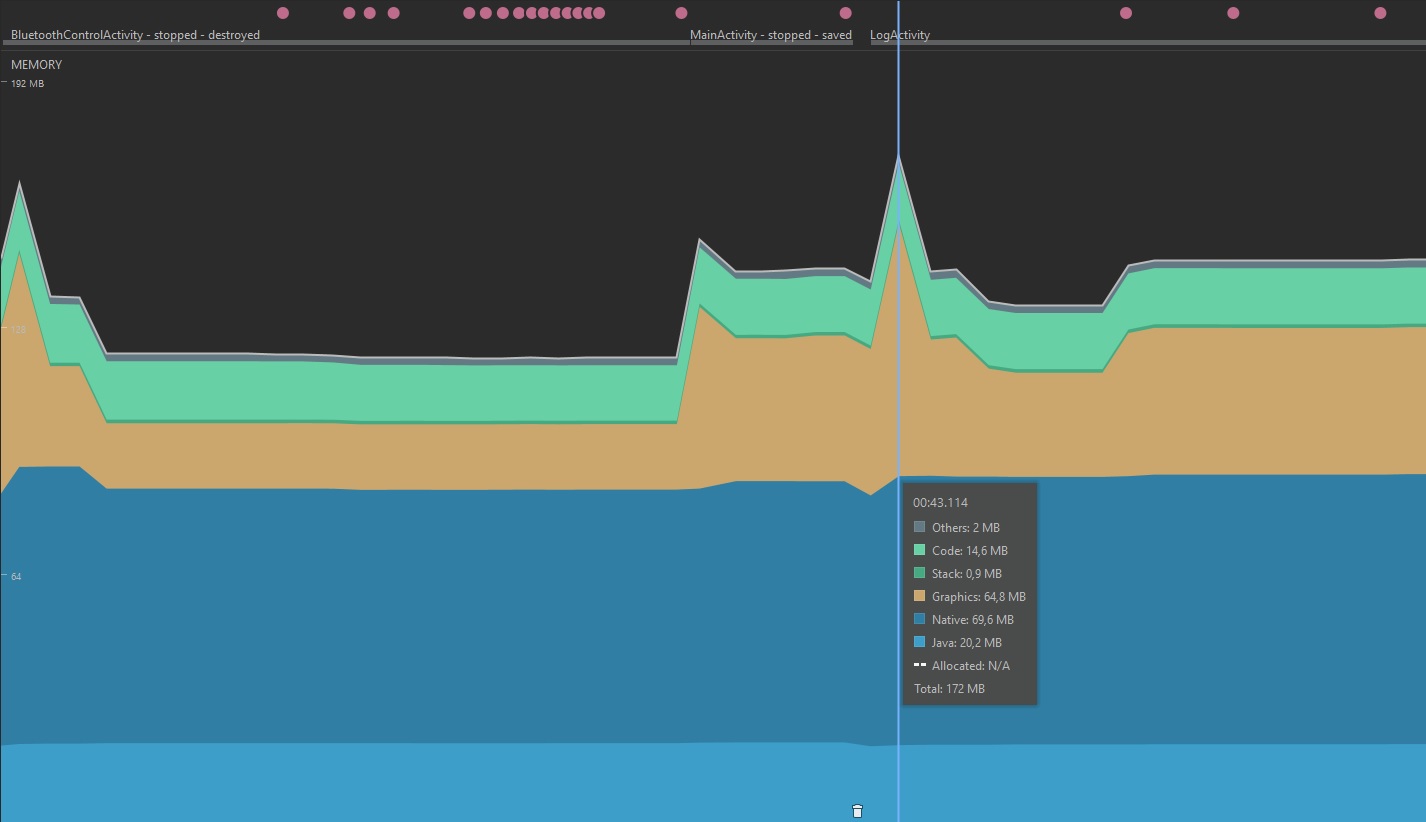 BluetoothControlActivity - stopped - destroyed
MainActivity - stopped - saved
LogActivity
MEMORY
192 MB
128
64
00:43.114
Others: 2 MB
Code: 14,6 MB
Stack: 0,9 MB
Graphics: 64,8 MB
Native: 69,6 MB
Java: 20,2 MB
Allocated: N/A
Total: 172 MB